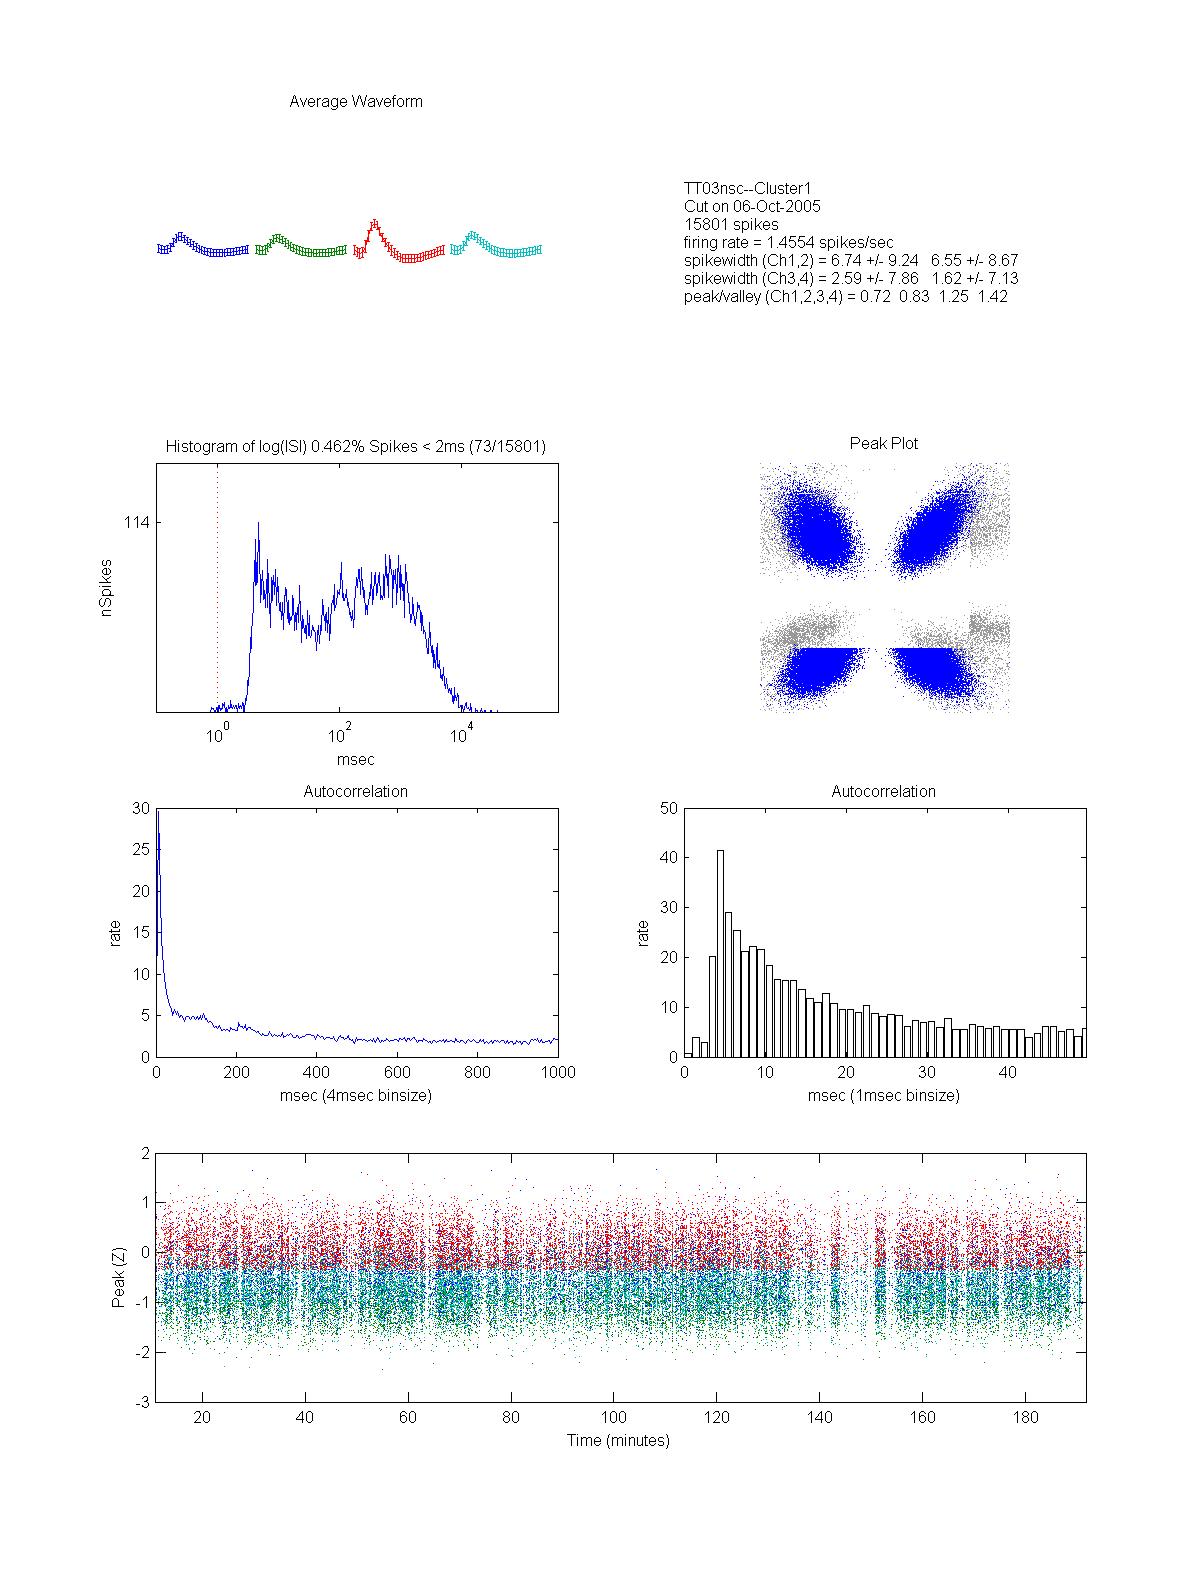 Average Waveform
TT03nsc--Cluster1
Cut on 06-Oct-2005
15801 spikes
firing rate = 1.4554 spikes/sec
spikewidth (Ch1,2) = 6.74 +/- 9.24   6.55 +/- 8.67
spikewidth (Ch3,4) = 2.59 +/- 7.86   1.62 +/- 7.13
peak/valley (Ch1,2,3,4) = 0.72  0.83  1.25  1.42
Histogram of log(ISI) 0.462% Spikes < 2ms (73/15801)
114
nSpikes
10^0 10^2 10^4
msec
Peak Plot
Autocorrelation
30
25
20
15
10
5
0
rate
0 200 400 600 800 1000
msec (4msec binsize)
Autocorrelation
50
40
30
20
10
0
rate
0 10 20 30 40
msec (1msec binsize)
2
1
0
-1
-2
-3
Peak (Z)
20 40 60 80 100 120 140 160 180
Time (minutes)